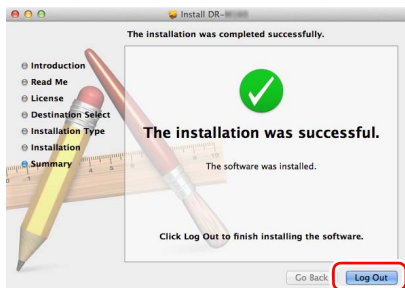 Install DR-
The installation was completed successfully.
Introduction
Read Me
License
Destination Select
Installation Type
Installation
Summary
The installation was successful.
The software was installed.
Click Log Out to finish installing the software.
Go Back
Log Out